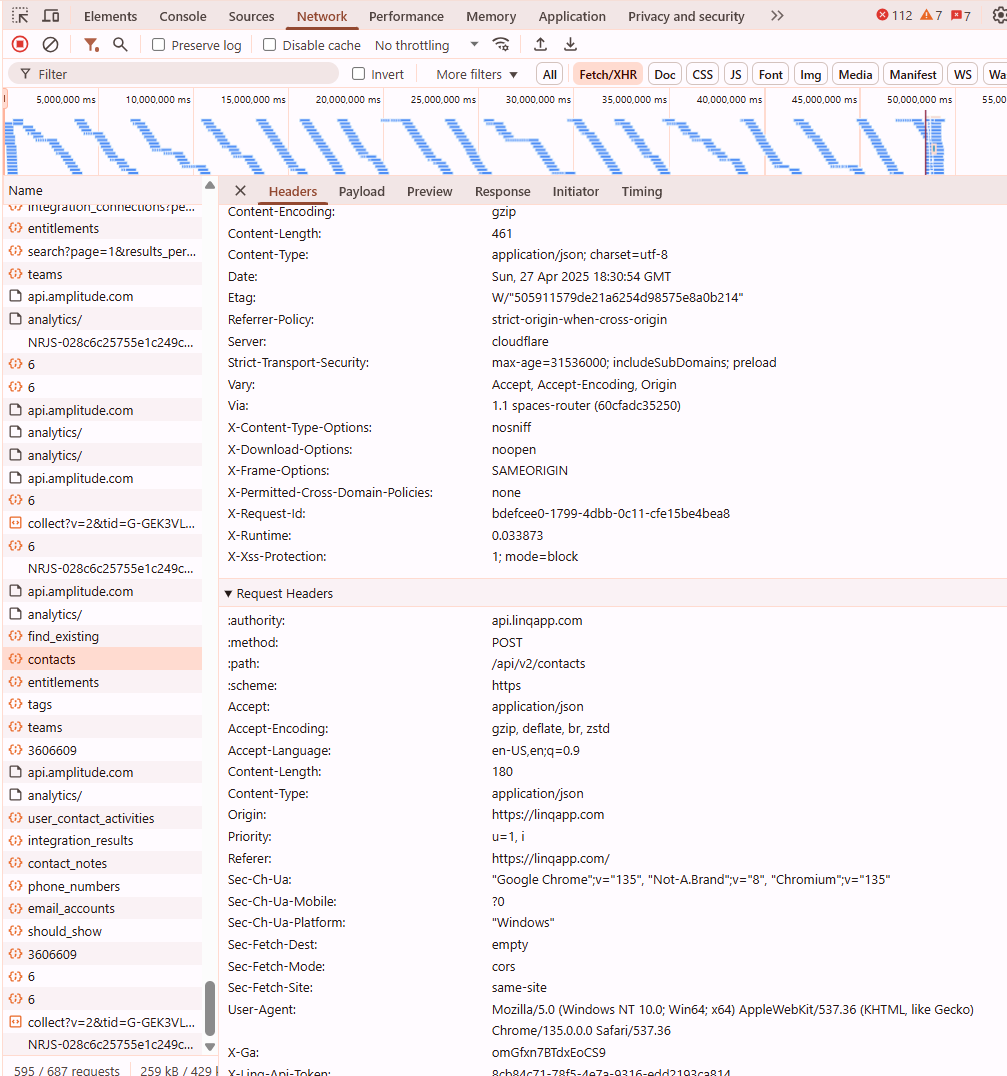 Elements Console Sources Network Performance Memory Application Privacy and security 112 7 7
Preserve log Disable cache No throttling
Filter Invert More filters All Fetch/XHR Doc CSS JS Font Img Media Manifest WS Wa
5,000,000 ms 10,000,000 ms 15,000,000 ms 20,000,000 ms 25,000,000 ms 30,000,000 ms 35,000,000 ms 40,000,000 ms 45,000,000 ms 50,000,000 ms 55,00
Name
integration_connections?pe...
entitlements
search?page=1&results_per...
teams
api.amplitude.com
analytics/
NRJS-028c6c25755e1c249c...
6
6
api.amplitude.com
analytics/
analytics/
api.amplitude.com
6
collect?v=2&tid=G-GEK3VL...
6
NRJS-028c6c25755e1c249c...
api.amplitude.com
analytics/
find_existing
contacts
entitlements
tags
teams
3606609
api.amplitude.com
analytics/
user_contact_activities
integration_results
contact_notes
phone_numbers
email_accounts
should_show
3606609
6
6
collect?v=2&tid=G-GEK3VL...
NRJS-028c6c25755e1c249c...
595 / 687 requests 259 kB / 429 k
Headers Payload Preview Response Initiator Timing
Content-Encoding: gzip
Content-Length: 461
Content-Type: application/json; charset=utf-8
Date: Sun, 27 Apr 2025 18:30:54 GMT
Etag: W/"505911579de21a6254d98575e8a0b214"
Referrer-Policy: strict-origin-when-cross-origin
Server: cloudflare
Strict-Transport-Security: max-age=31536000; includeSubDomains; preload
Vary: Accept, Accept-Encoding, Origin
Via: 1.1 spaces-router (60cfadc35250)
X-Content-Type-Options: nosniff
X-Download-Options: noopen
X-Frame-Options: SAMEORIGIN
X-Permitted-Cross-Domain-Policies: none
X-Request-Id: bdefcee0-1799-4dbb-0c11-cfe15be4bea8
X-Runtime: 0.033873
X-Xss-Protection: 1; mode=block
Request Headers
:authority: api.linqapp.com
:method: POST
:path: /api/v2/contacts
:scheme: https
Accept: application/json
Accept-Encoding: gzip, deflate, br, zstd
Accept-Language: en-US,en;q=0.9
Content-Length: 180
Content-Type: application/json
Origin: https://linqapp.com
Priority: u=1, i
Referer: https://linqapp.com/
Sec-Ch-Ua: "Google Chrome";v="135", "Not-A.Brand";v="8", "Chromium";v="135"
Sec-Ch-Ua-Mobile: ?0
Sec-Ch-Ua-Platform: "Windows"
Sec-Fetch-Dest: empty
Sec-Fetch-Mode: cors
Sec-Fetch-Site: same-site
User-Agent: Mozilla/5.0 (Windows NT 10.0; Win64; x64) AppleWebKit/537.36 (KHTML, like Gecko)
Chrome/135.0.0.0 Safari/537.36
X-Ga: omGfxn7BTdxEoCS9
X-Linq-Api-Token: 8cb84c71-78f5-4e7a-9316-edd2193ca814